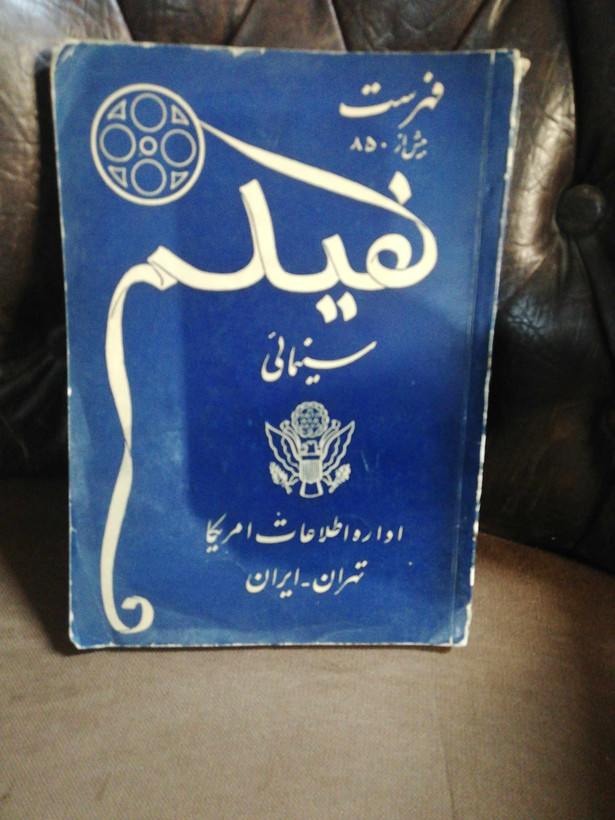 فهرست
بیش از ۸۵۰
فیلم
سینمائی
اداره اطلاعات امریکا
تهران - ایران